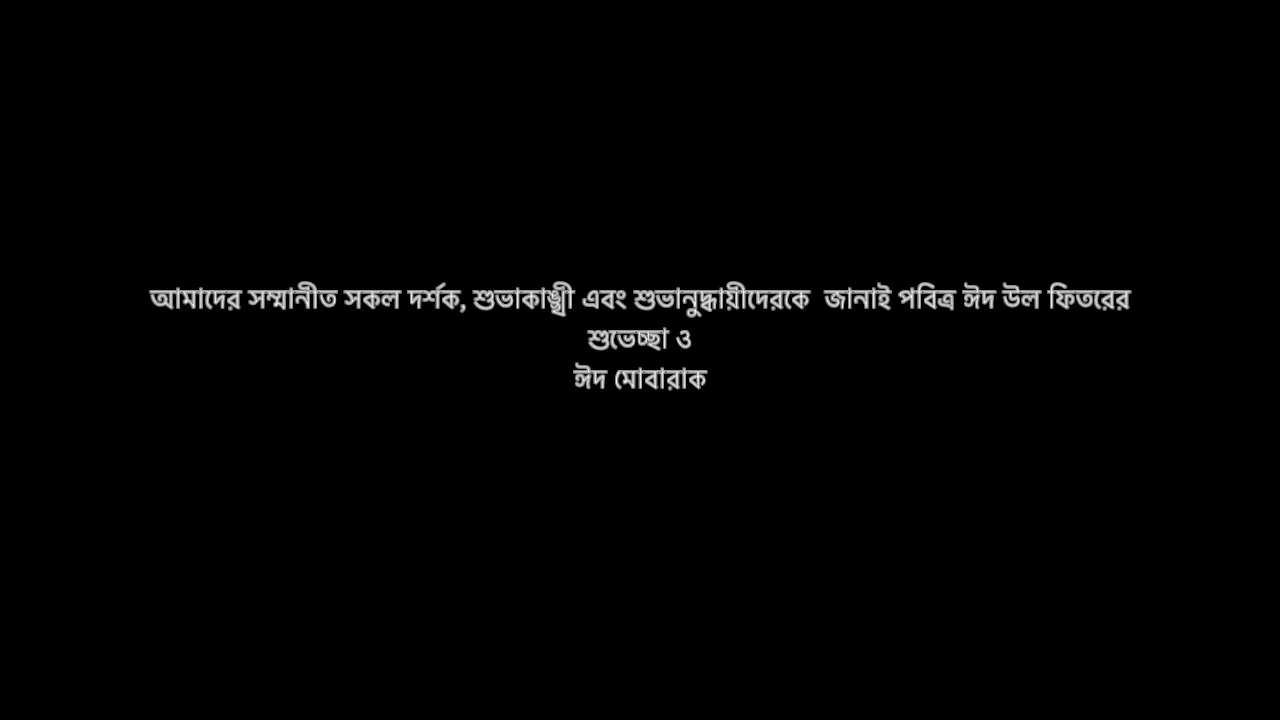 আমাদের সম্মানীত সকল দর্শক, শুভাকাঙ্খী এবং শুভানুদ্ধায়ীদেরকে  জানাই পবিত্র ঈদ উল ফিতরের
শুভেচ্ছা ও
ঈদ মোবারাক